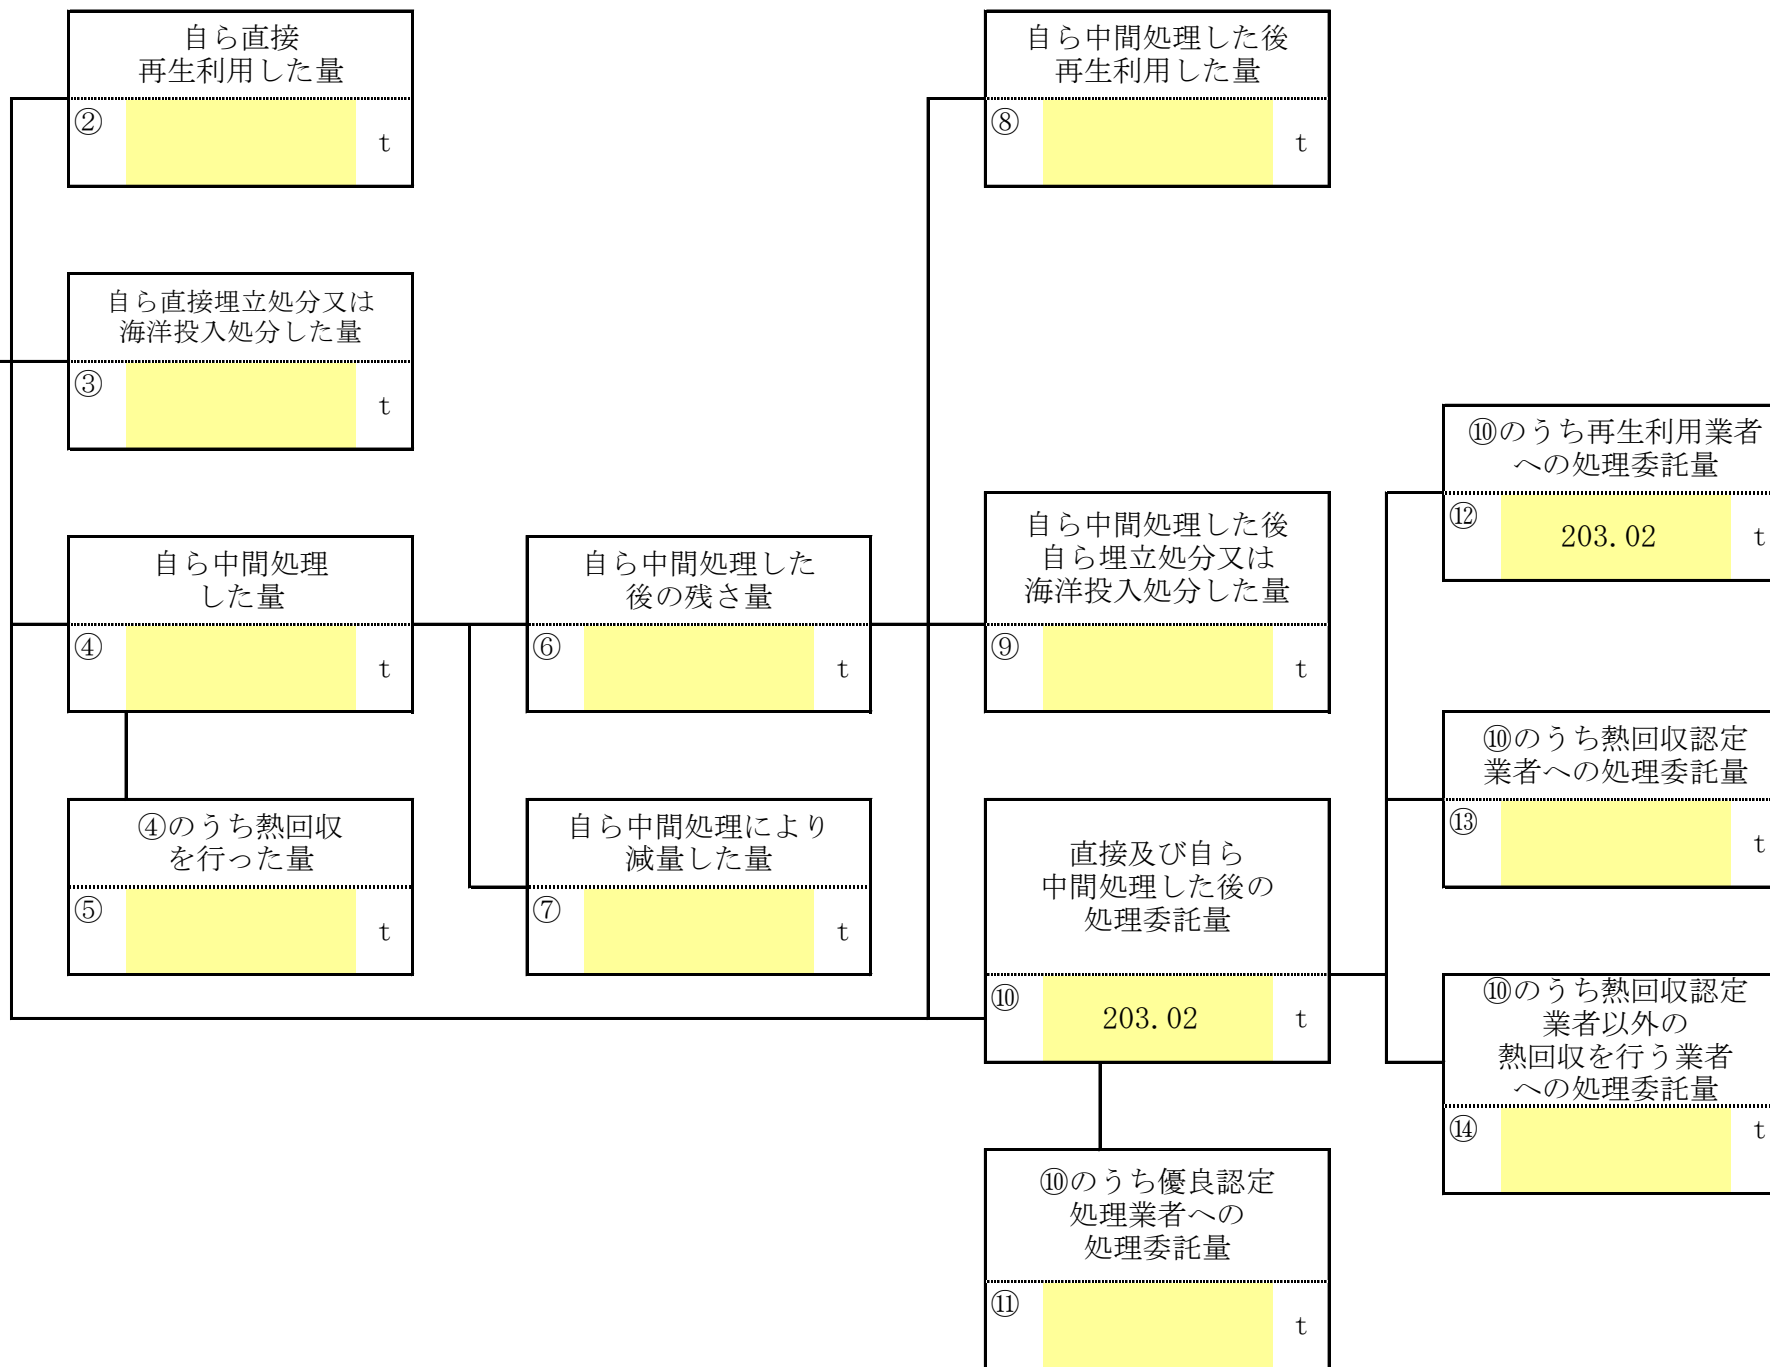 自ら直接
再生利用した量
②
t
自ら中間処理した後
再生利用した量
⑧
t
自ら直接埋立処分又は
海洋投入処分した量
③
t
⑩のうち再生利用業者
への処理委託量
⑫
203.02
t
自ら中間処理
した量
④
t
自ら中間処理した
後の残さ量
⑥
t
自ら中間処理した後
自ら埋立処分又は
海洋投入処分した量
⑨
t
⑩のうち熱回収認定
業者への処理委託量
⑬
t
④のうち熱回収
を行った量
⑤
t
自ら中間処理により
減量した量
⑦
t
直接及び自ら
中間処理した後の
処理委託量
⑩
203.02
t
⑩のうち熱回収認定
業者以外の
熱回収を行う業者
への処理委託量
⑭
t
⑩のうち優良認定
処理業者への
処理委託量
⑪
t